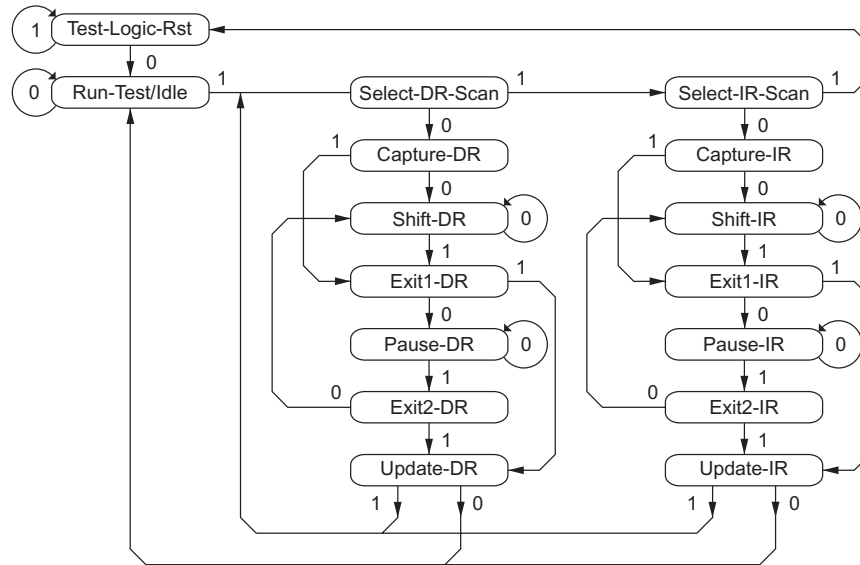 1 Test-Logic-Rst
0
0 Run-Test/Idle 1 Select-DR-Scan 1 Select-IR-Scan 1
0 0
1 Capture-DR 1 Capture-IR
0 0
Shift-DR 0 Shift-IR 0
1 1
Exit1-DR 1 Exit1-IR 1
0 0
Pause-DR 0 Pause-IR 0
1 1
0 Exit2-DR 0 Exit2-IR
1 1
Update-DR Update-IR
1 0 1 0